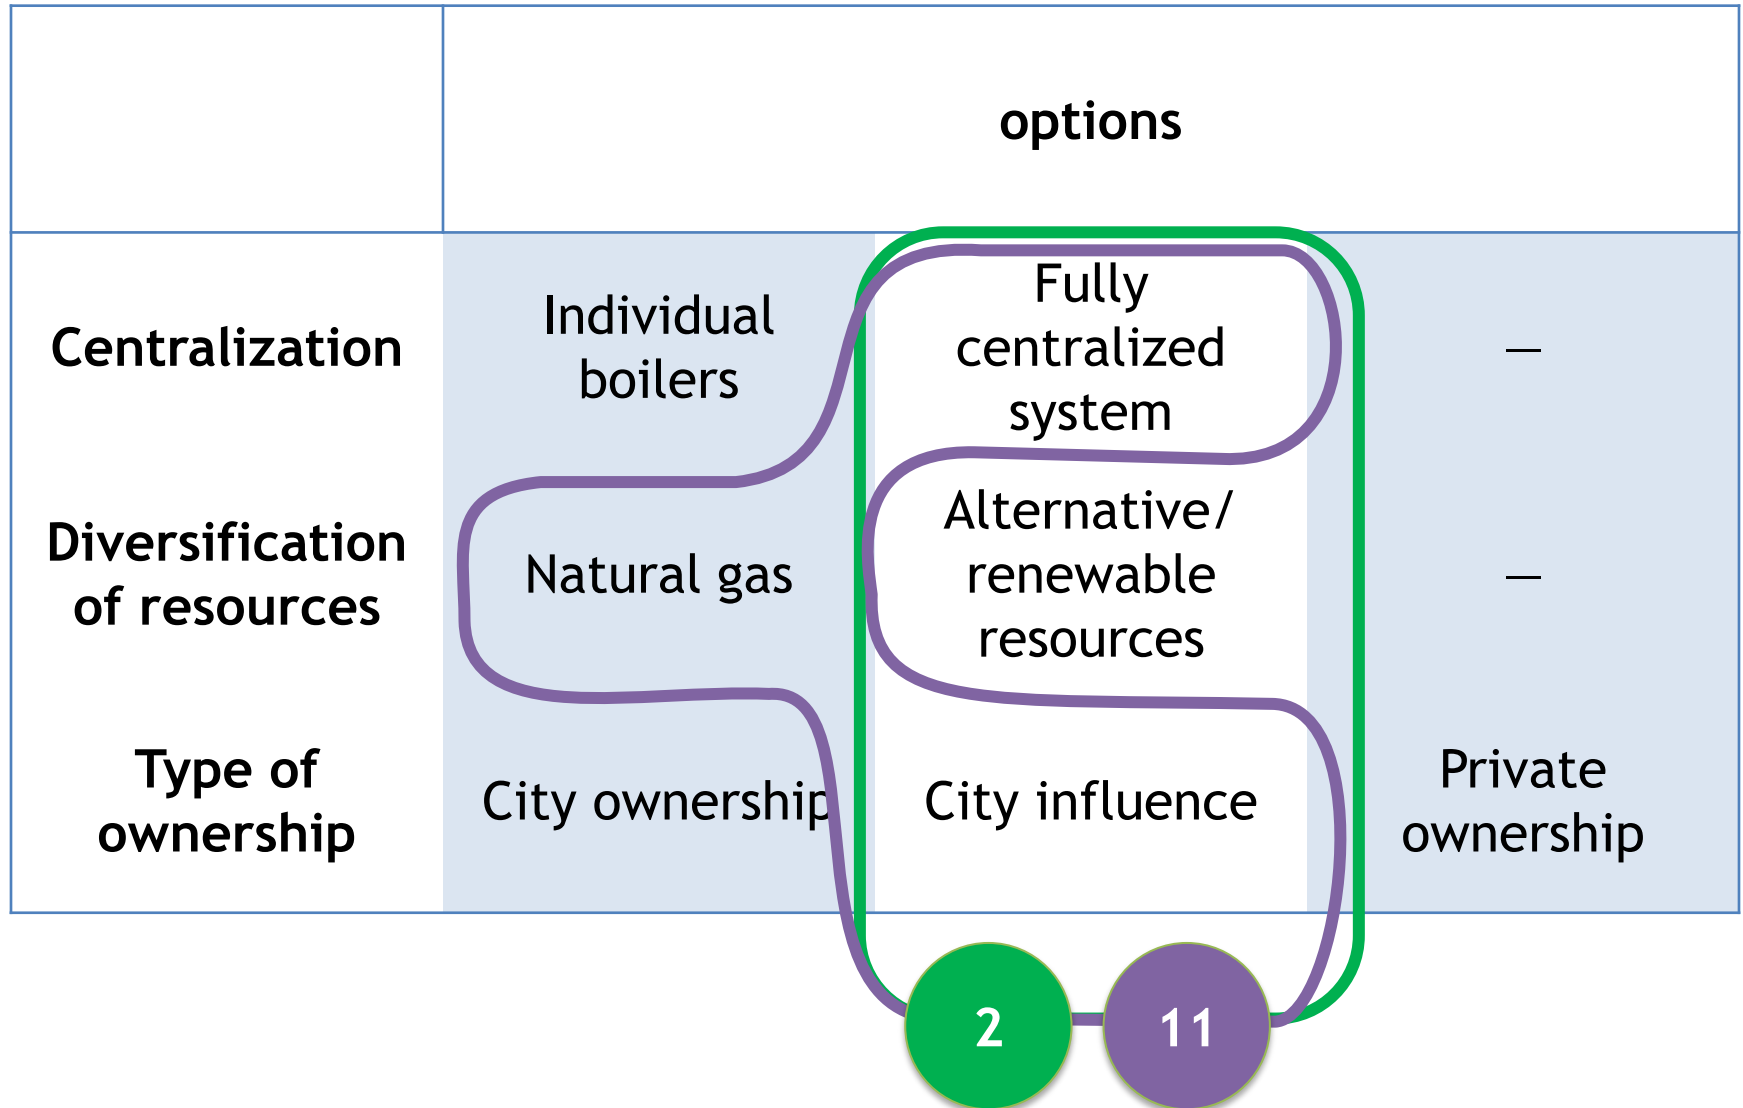 options
Centralization
Individual
boilers
Fully
centralized
system
—
Diversification
of resources
Natural gas
Alternative/
renewable
resources
—
Type of
ownership
City ownership
City influence
Private
ownership
2
11